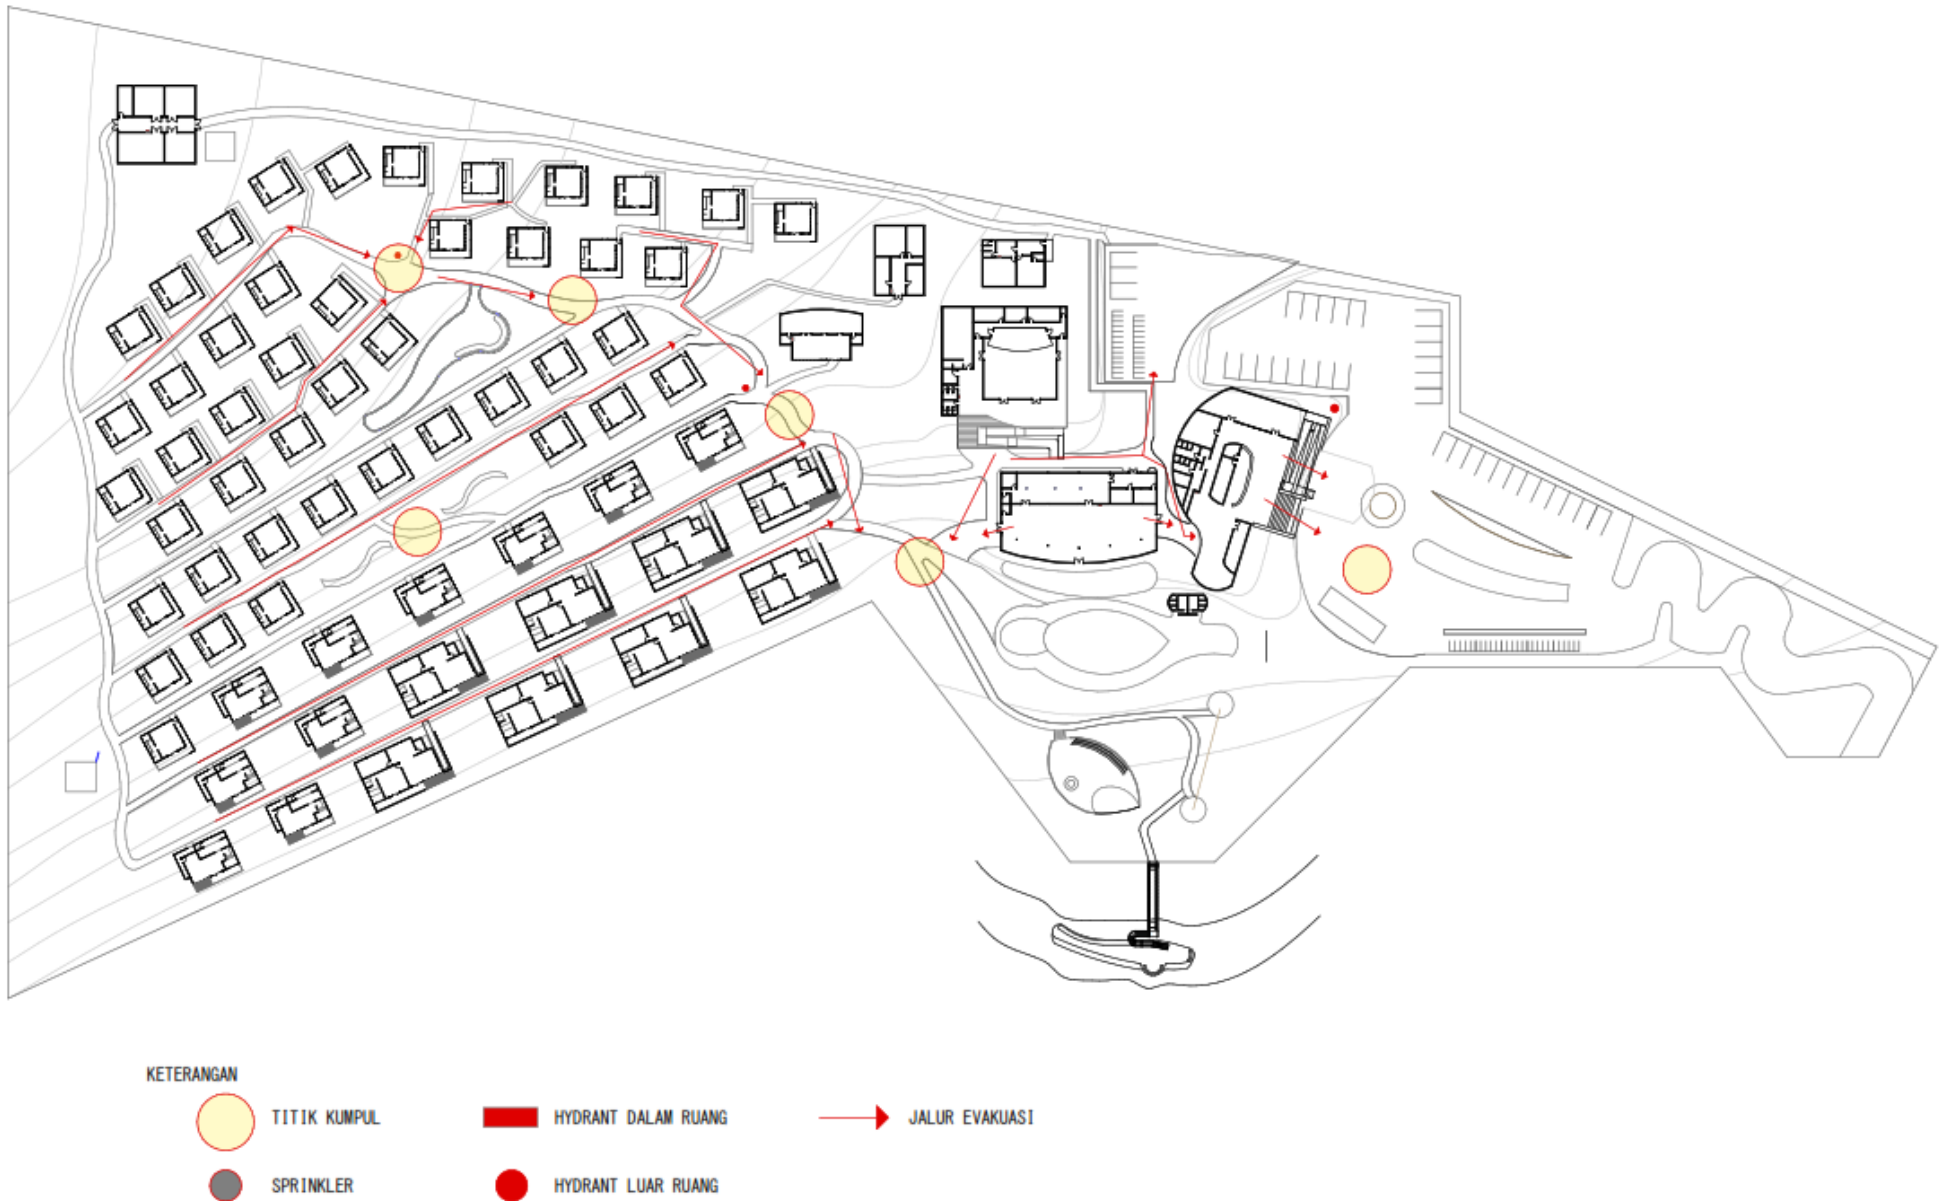 KETERANGAN
TITIK KUMPUL
HYDRANT DALAM RUANG
JALUR EVAKUASI
SPRINKLER
HYDRANT LUAR RUANG